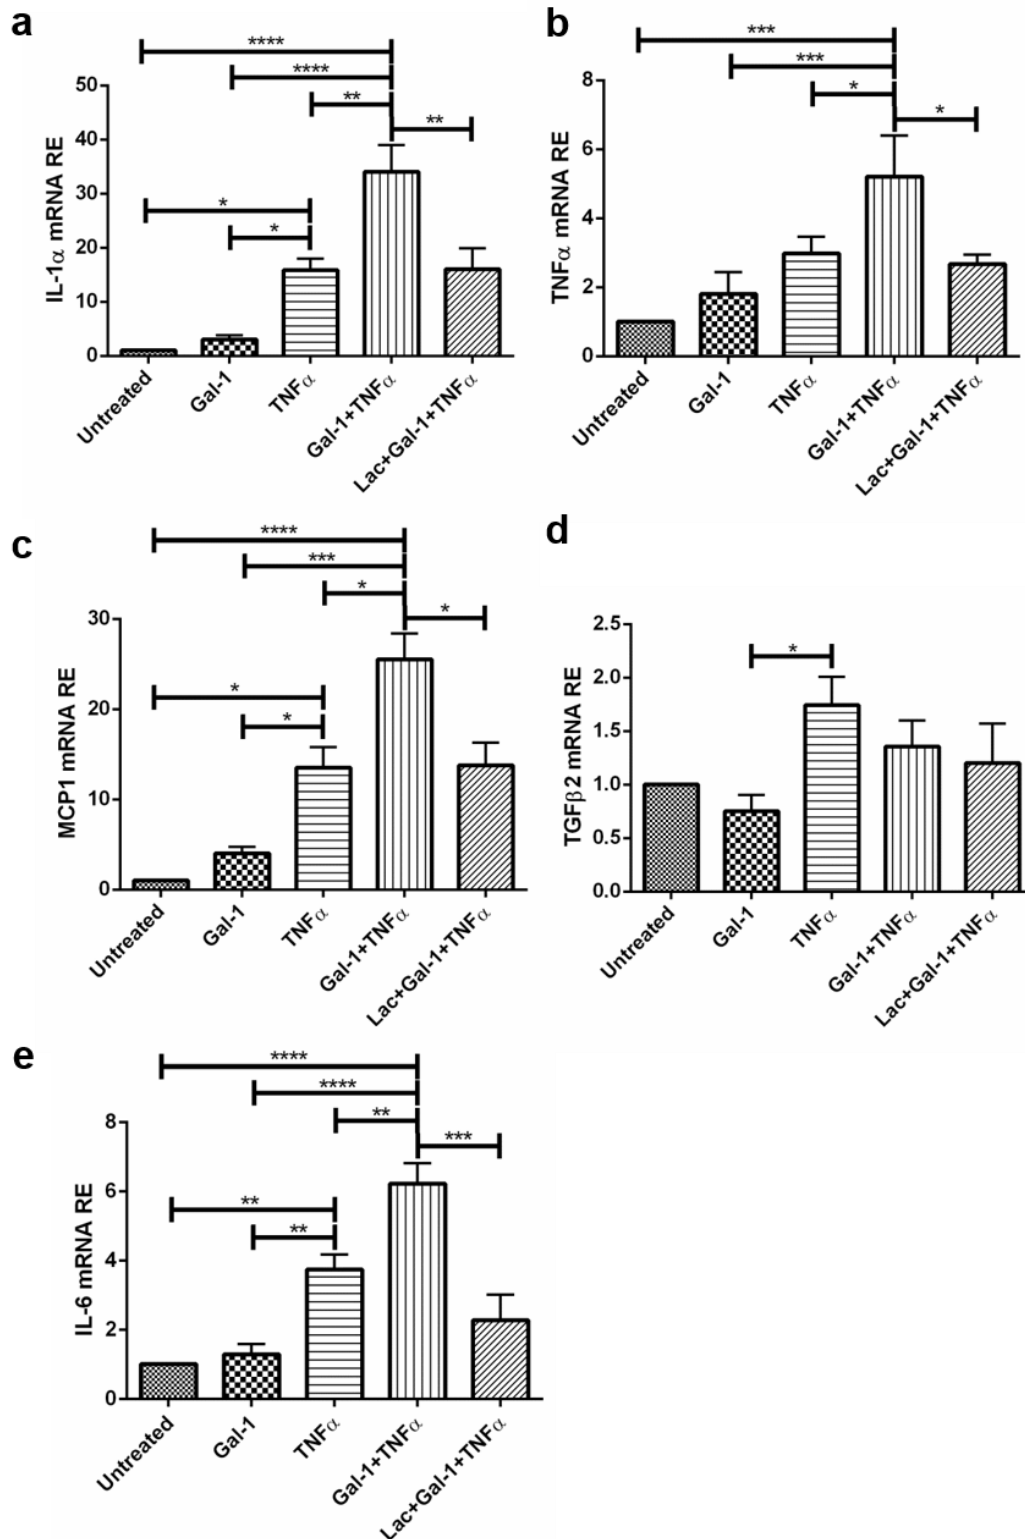 a
****
****
**
**
*
*
IL-1α mRNA RE
50
40
30
20
10
0
Untreated
Gal-1
TNFα
Gal-1+TNFα
Lac+Gal-1+TNFα
b
***
***
*
*
TNFα mRNA RE
8
6
4
2
0
Untreated
Gal-1
TNFα
Gal-1+TNFα
Lac+Gal-1+TNFα
c
****
***
*
*
*
*
MCP1 mRNA RE
30
20
10
0
Untreated
Gal-1
TNFα
Gal-1+TNFα
Lac+Gal-1+TNFα
d
*
TGFβ2 mRNA RE
2.5
2.0
1.5
1.0
0.5
0.0
Untreated
Gal-1
TNFα
Gal-1+TNFα
Lac+Gal-1+TNFα
e
****
****
**
***
**
**
IL-6 mRNA RE
8
6
4
2
0
Untreated
Gal-1
TNFα
Gal-1+TNFα
Lac+Gal-1+TNFα